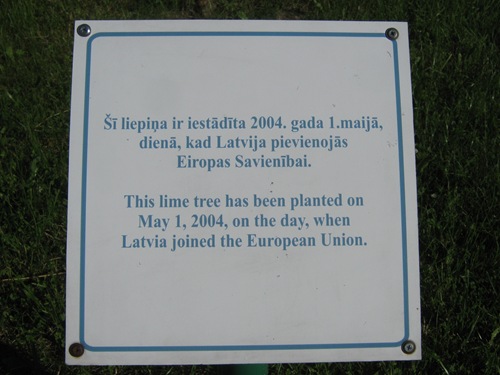 Šī liepiņa ir iestādīta 2004. gada 1.maijā,
dienā, kad Latvija pievienojās
Eiropas Savienībai.
This lime tree has been planted on
May 1, 2004, on the day, when
Latvia joined the European Union.